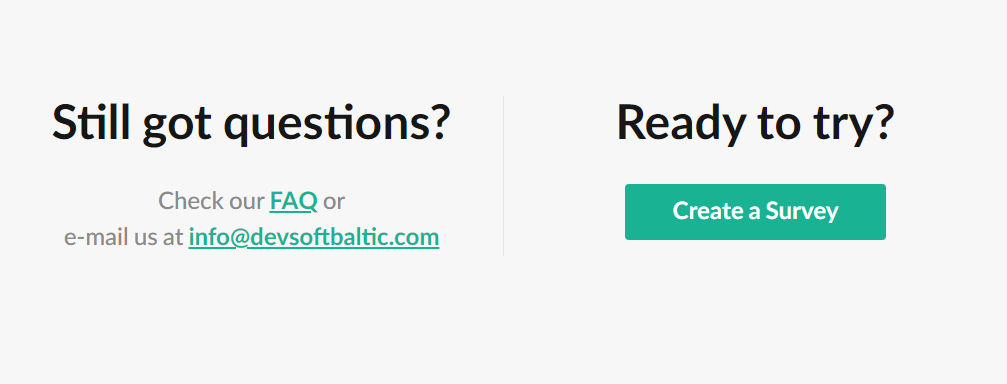 Still got questions?
Check our FAQ or
e-mail us at info@devsoftbaltic.com
Ready to try?
Create a Survey